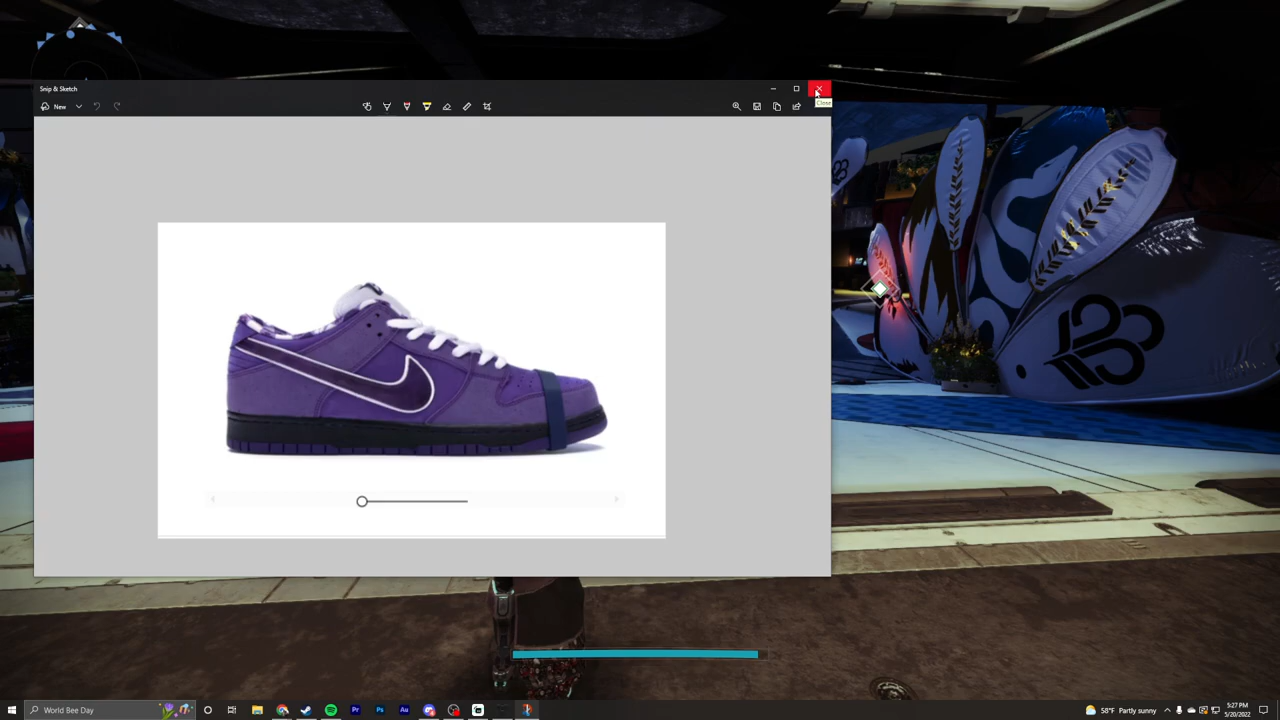 Snip & Sketch
New
Close
World Bee Day
58°F Partly sunny
5:27 PM
5/20/2022